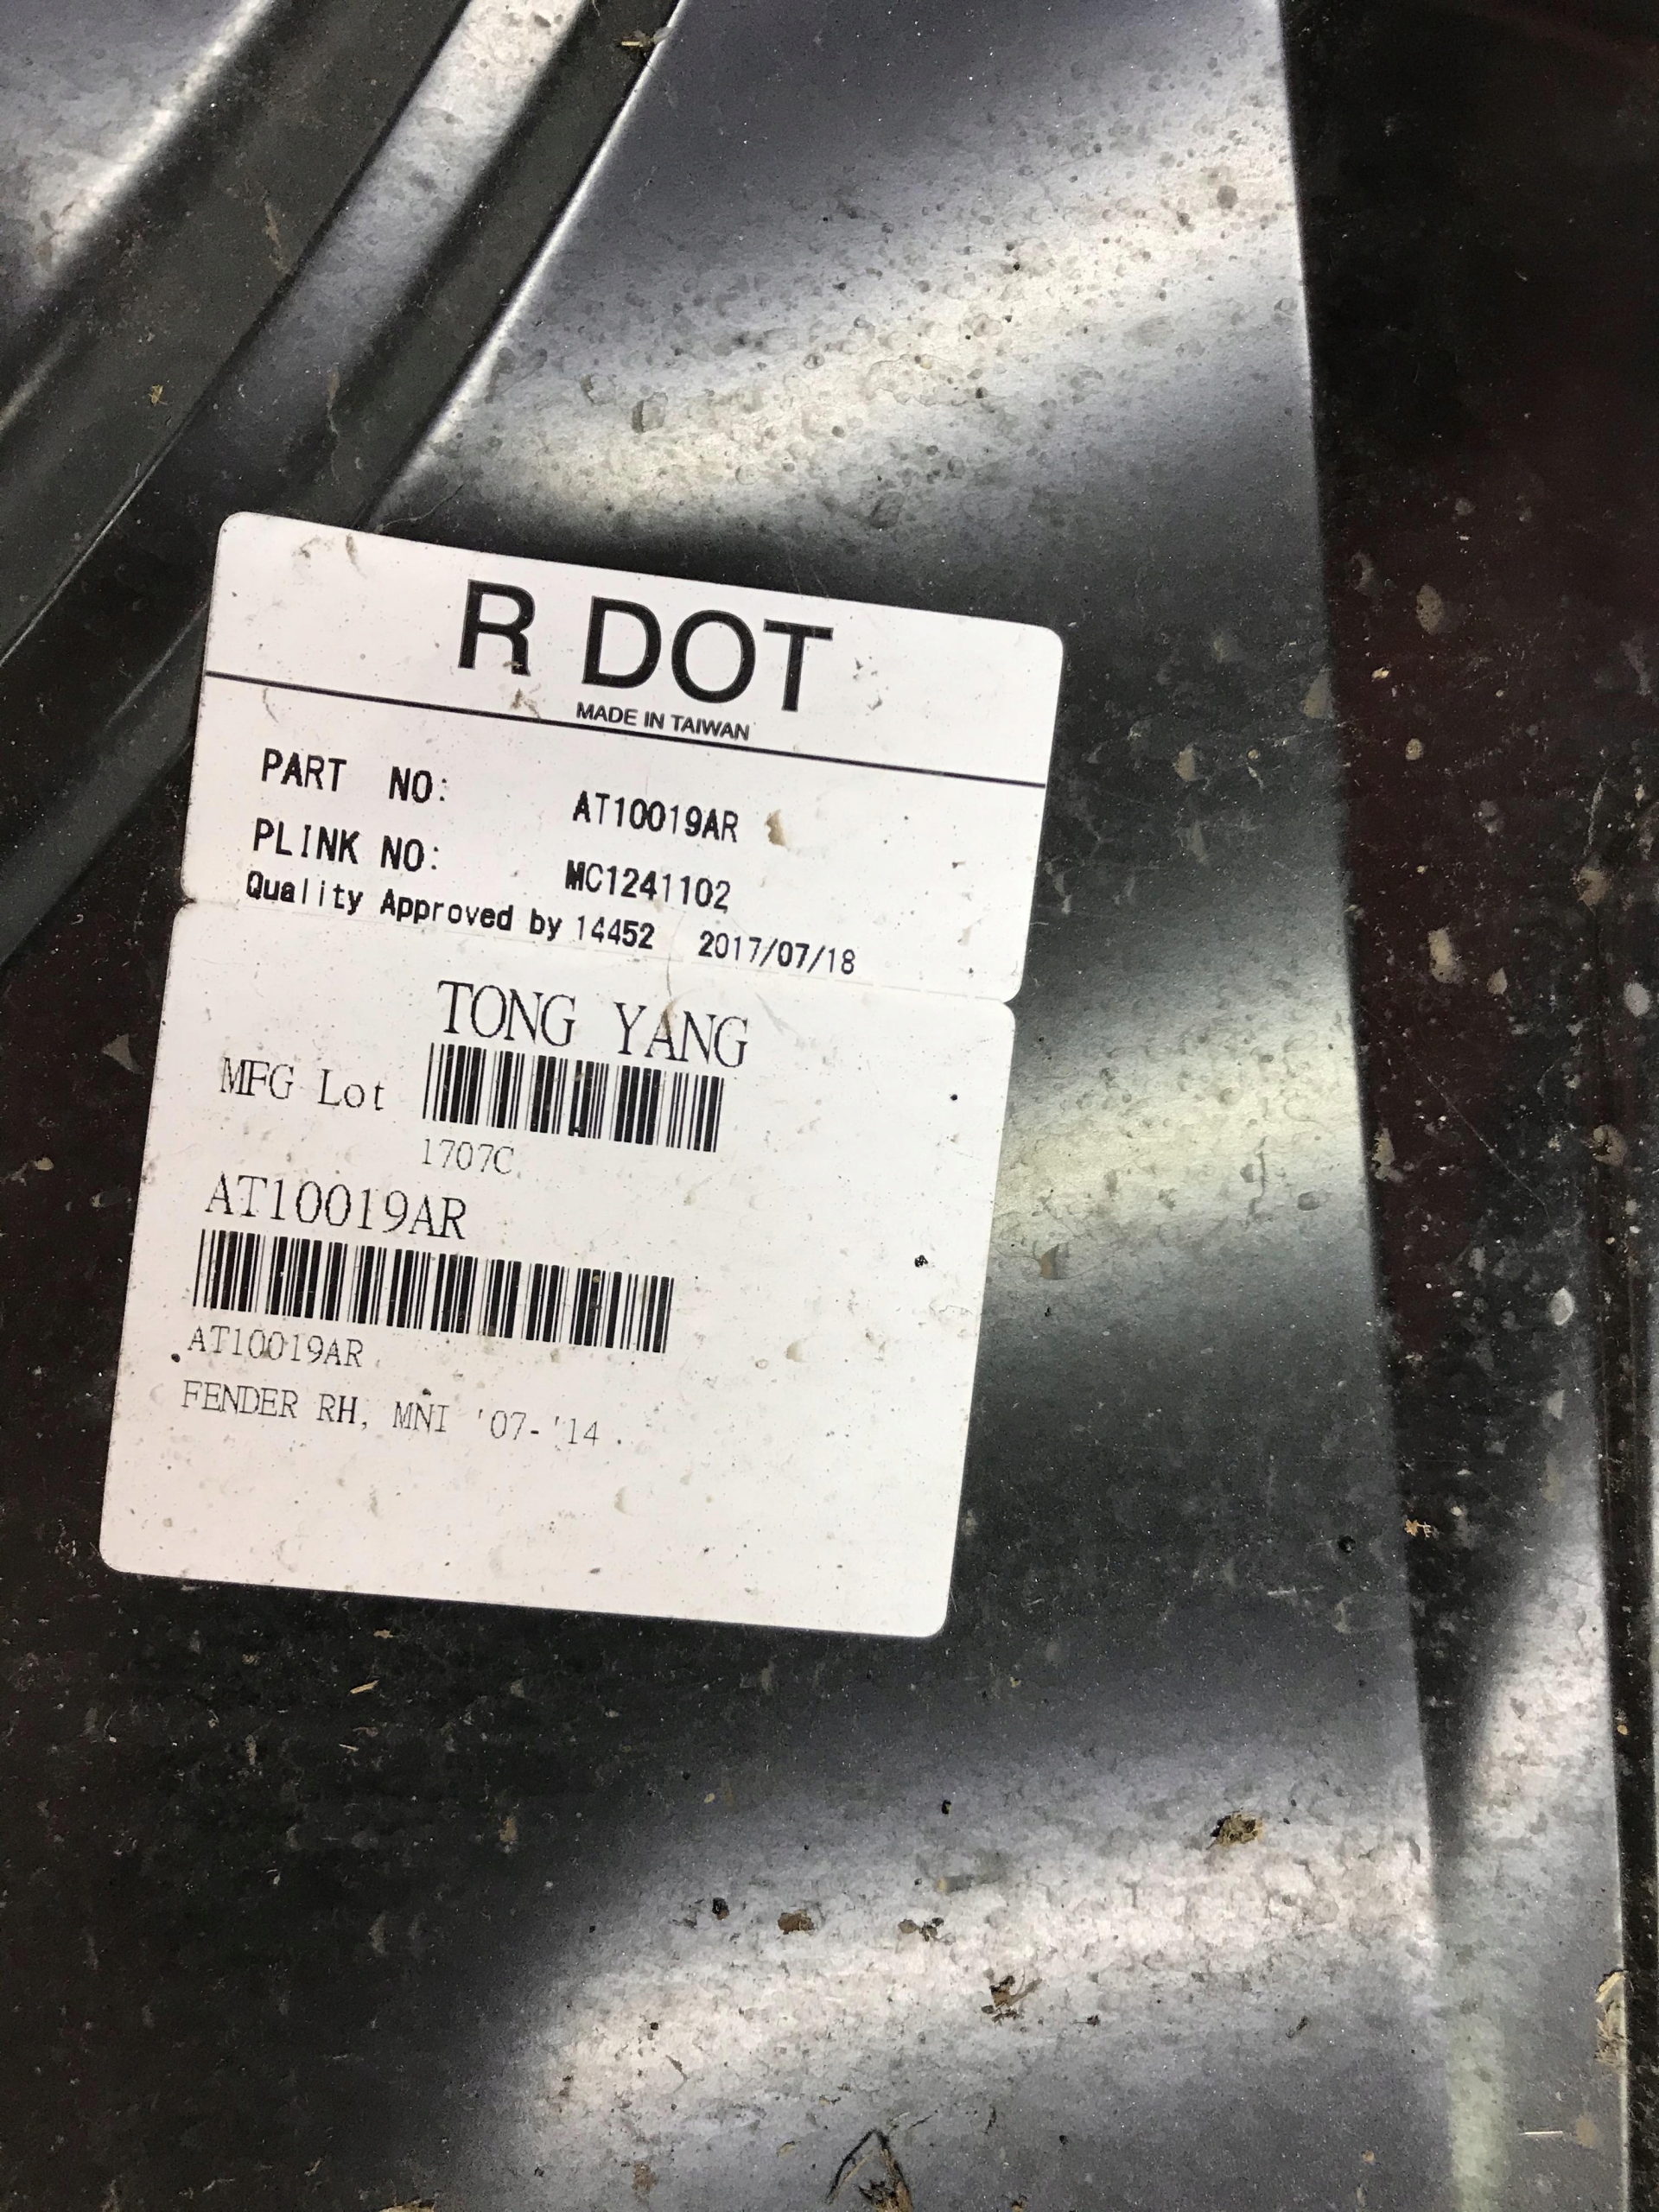 R DOT
MADE IN TAIWAN
PART NO: AT10019AR
PLINK NO: MC1241102
Quality Approved by 14452 2017/07/18
TONG YANG
MFG Lot
1707C
AT10019AR
AT10019AR
FENDER RH, MNI '07-'14